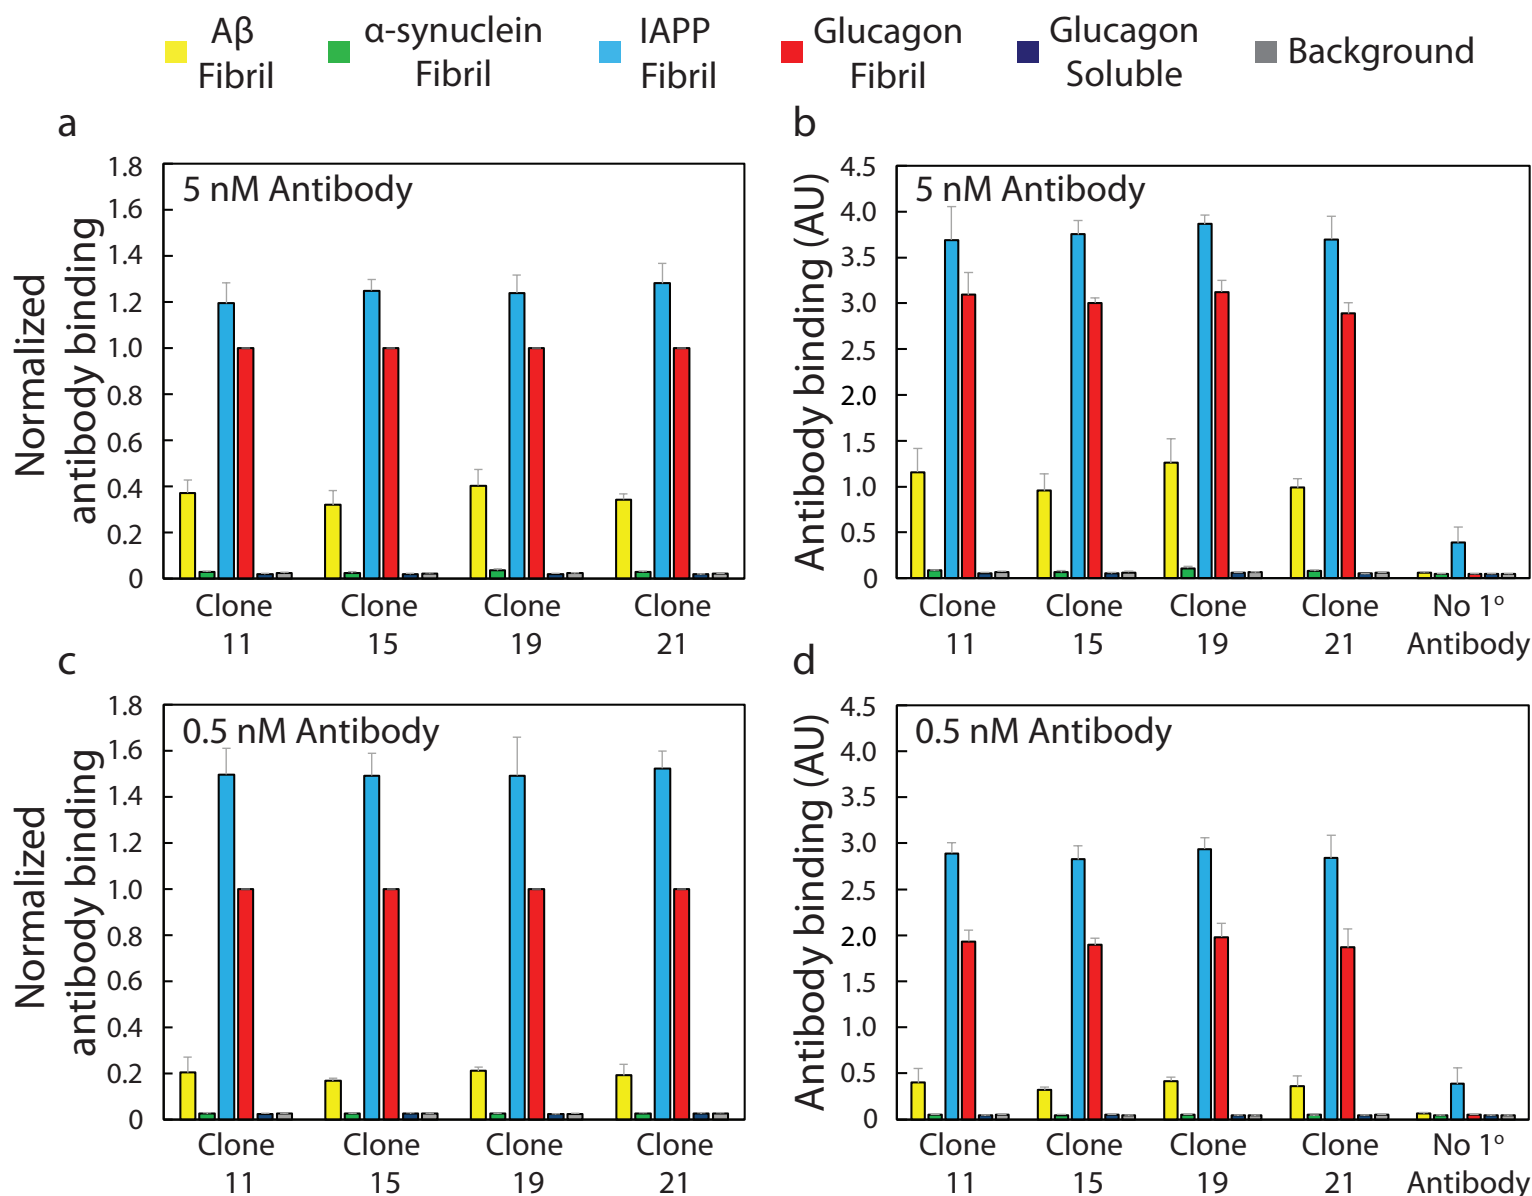 Aβ
Fibril
α-synuclein
Fibril
IAPP
Fibril
Glucagon
Fibril
Glucagon
Soluble
Background
a
5 nM Antibody
Normalized
antibody binding
1.8
1.6
1.4
1.2
1.0
0.8
0.6
0.4
0.2
0
Clone
11
Clone
15
Clone
19
Clone
21
b
5 nM Antibody
Antibody binding (AU)
4.5
4.0
3.5
3.0
2.5
2.0
1.5
1.0
0.5
0
Clone
11
Clone
15
Clone
19
Clone
21
No 1º
Antibody
c
0.5 nM Antibody
Normalized
antibody binding
1.8
1.6
1.4
1.2
1.0
0.8
0.6
0.4
0.2
0
Clone
11
Clone
15
Clone
19
Clone
21
d
0.5 nM Antibody
Antibody binding (AU)
4.5
4.0
3.5
3.0
2.5
2.0
1.5
1.0
0.5
0
Clone
11
Clone
15
Clone
19
Clone
21
No 1º
Antibody